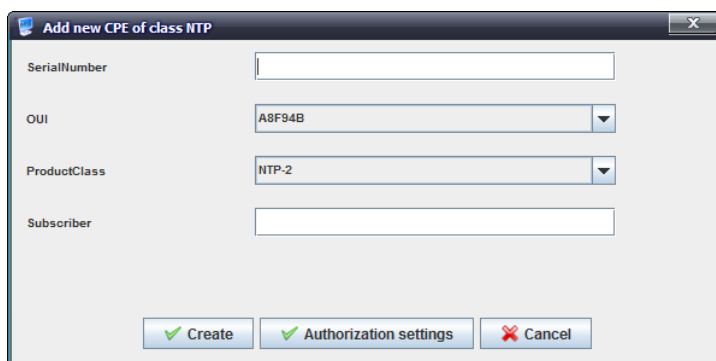 Add new CPE of class NTP
x
SerialNumber
OUI A8F94B
ProductClass NTP-2
Subscriber
Create Authorization settings Cancel